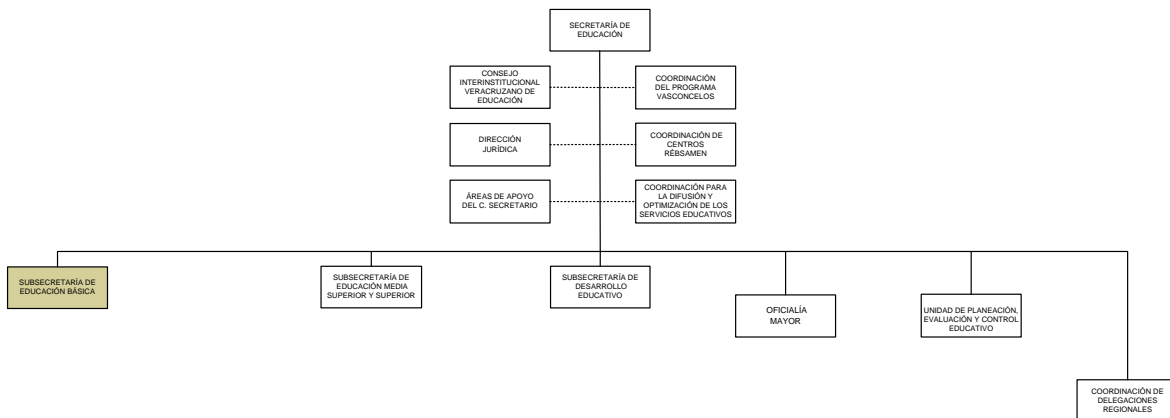 SECRETARÍA DE
EDUCACIÓN
CONSEJO
INTERINSTITUCIONAL
VERACRUZANO DE
EDUCACIÓN
COORDINACIÓN
DEL PROGRAMA
VASCONCELOS
DIRECCIÓN
JURÍDICA
COORDINACIÓN DE
CENTROS
RÉBSAMEN
ÁREAS DE APOYO
DEL C. SECRETARIO
COORDINACIÓN PARA
LA DIFUSIÓN Y
OPTIMIZACIÓN DE LOS
SERVICIOS EDUCATIVOS
SUBSECRETARÍA DE
EDUCACIÓN BÁSICA
SUBSECRETARÍA DE
EDUCACIÓN MEDIA
SUPERIOR Y SUPERIOR
SUBSECRETARÍA DE
DESARROLLO
EDUCATIVO
OFICIALÍA
MAYOR
UNIDAD DE PLANEACIÓN,
EVALUACIÓN Y CONTROL
EDUCATIVO
COORDINACIÓN DE
DELEGACIONES
REGIONALES